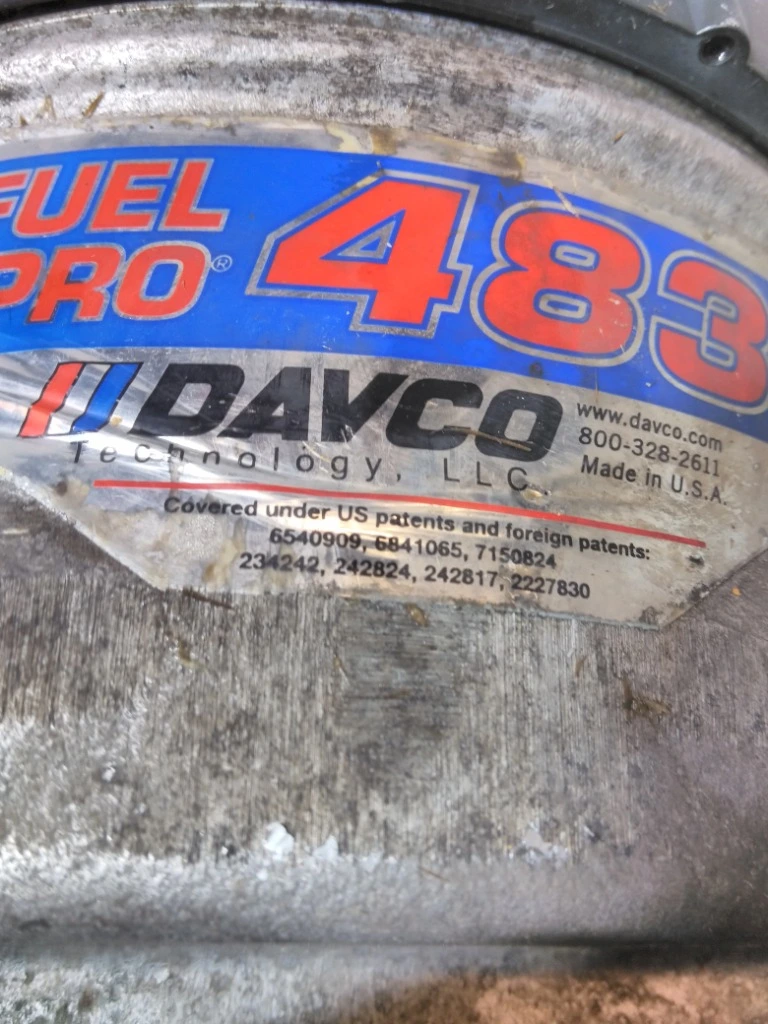 FUEL
PRO® 483
DAVCO
Technology, LLC.
www.davco.com
800-328-2611
Made in U.S.A.
Covered under US patents and foreign patents:
6540909, 6841065, 7150824
234242, 242824, 242817, 2227830